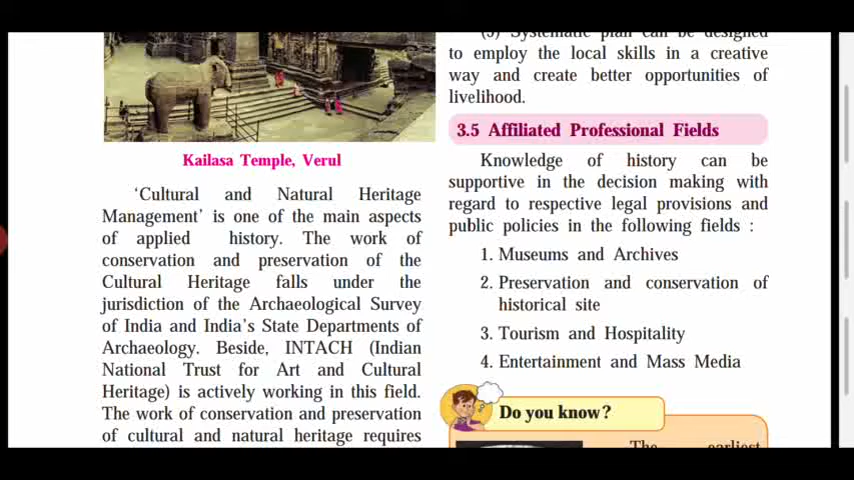 Kailasa Temple, Verul
'Cultural and Natural Heritage
Management' is one of the main aspects
of applied history. The work of
conservation and preservation of the
Cultural Heritage falls under the
jurisdiction of the Archaeological Survey
of India and India's State Departments of
Archaeology. Beside, INTACH (Indian
National Trust for Art and Cultural
Heritage) is actively working in this field.
The work of conservation and preservation
of cultural and natural heritage requires
(3) Systematic plan can be designed
to employ the local skills in a creative
way and create better opportunities of
livelihood.
3.5 Affiliated Professional Fields
Knowledge of history can be
supportive in the decision making with
regard to respective legal provisions and
public policies in the following fields :
1. Museums and Archives
2. Preservation and conservation of
historical site
3. Tourism and Hospitality
4. Entertainment and Mass Media
Do you know?
The earliest